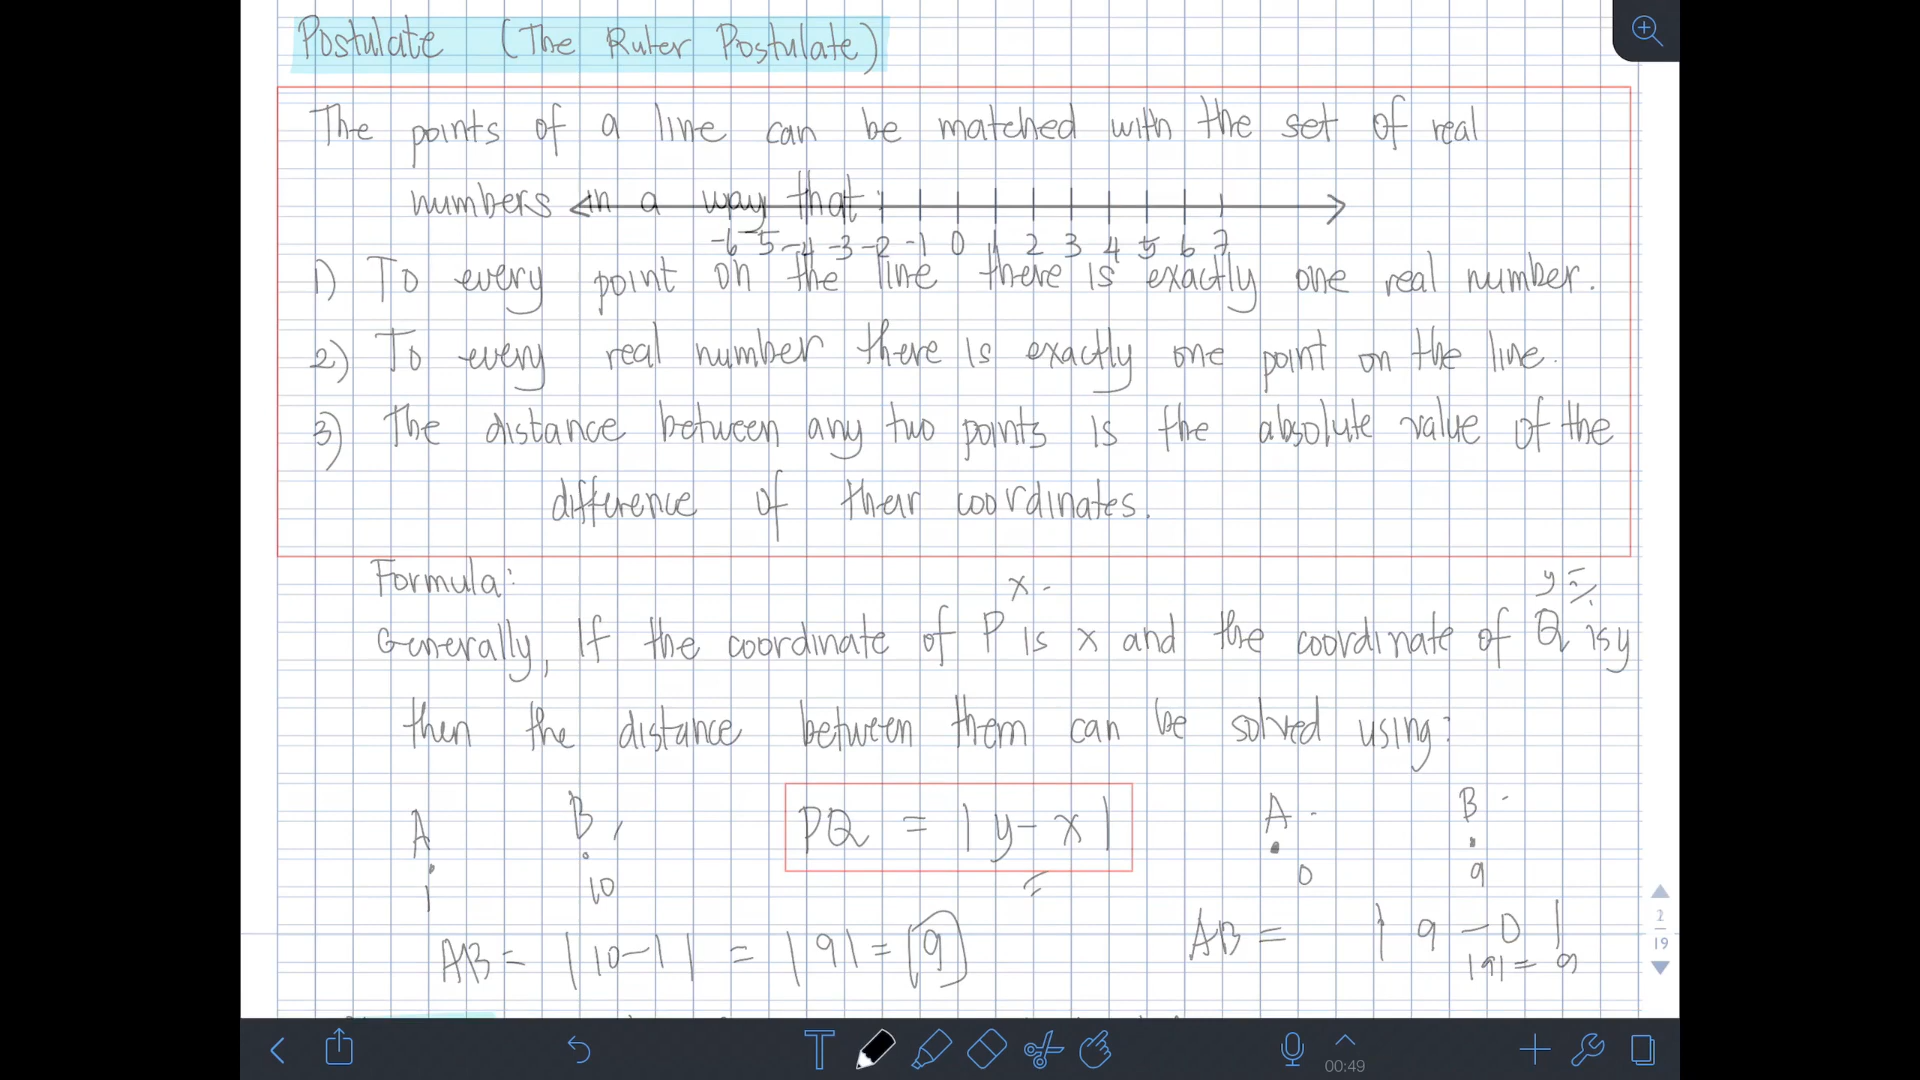 Postulate (The Ruler Postulate)
The points of a line can be matched with the set of real
numbers in a way that
-6 -5 -4 -3 -2 -1 0 1 2 3 4 5 6 7
1) To every point on the line there is exactly one real number.
2) To every real number there is exactly one point on the line.
3) The distance between any two points is the absolute value of the
difference of their coordinates.
Formula:
x
y =
Generally, If the coordinate of P is x and the coordinate of Q is y
then the distance between them can be solved using:
A B
1 10
PQ = |y - x|
A B
0 9
AB = |10-1| = |9| = 9
AB = |9 - 0|
|9| = 9
2
19
T
00:49